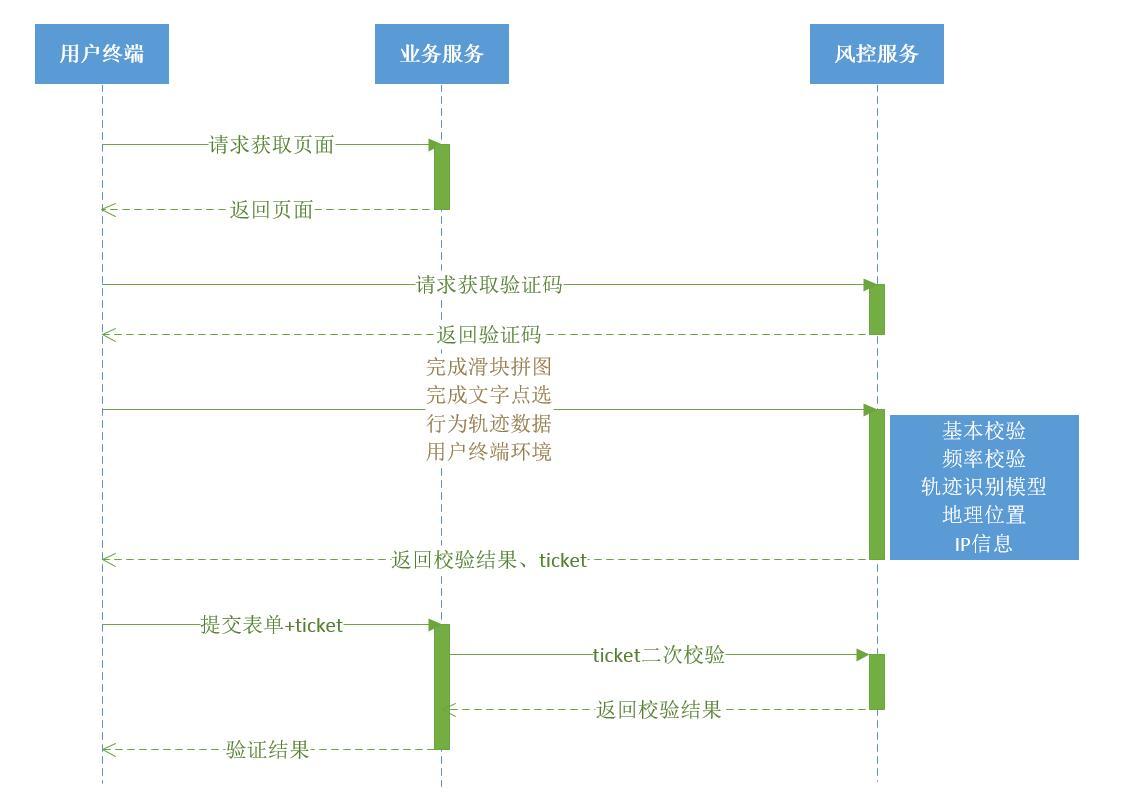 用户终端
业务服务
风控服务
请求获取页面
返回页面
请求获取验证码
返回验证码
完成滑块拼图
完成文字点选
行为轨迹数据
用户终端环境
基本校验
频率校验
轨迹识别模型
地理位置
IP信息
返回校验结果、ticket
提交表单+ticket
ticket二次校验
返回校验结果
验证结果